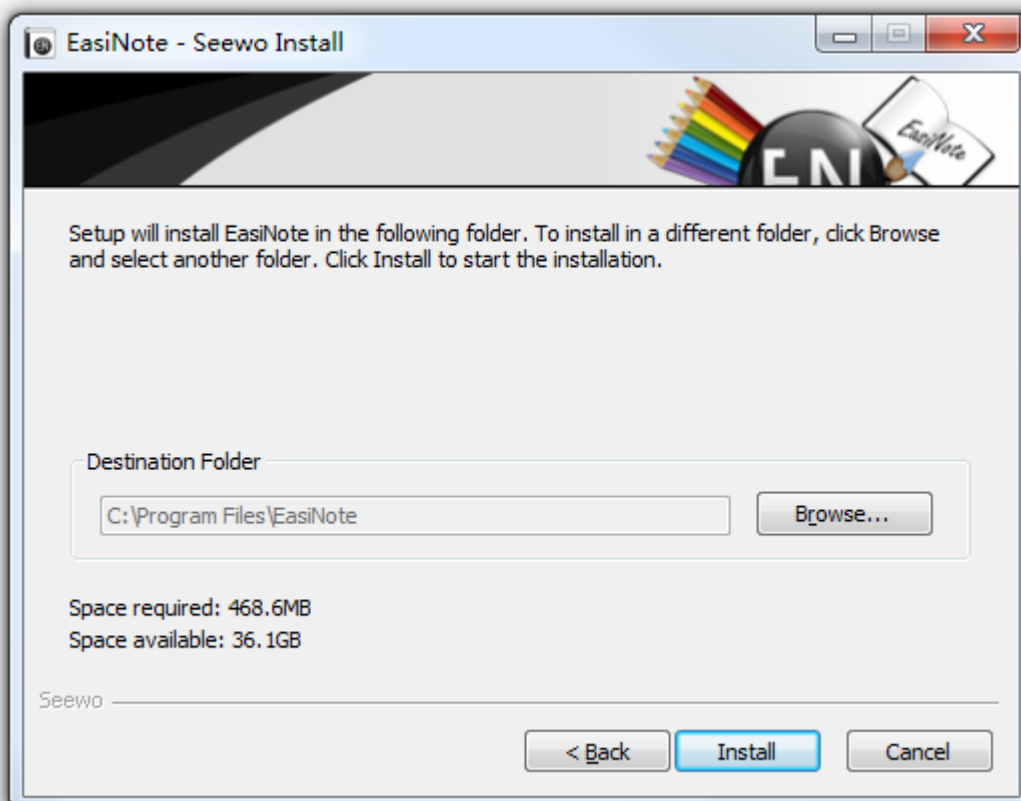 EN EasiNote - Seewo Install
EN EasiNote
Setup will install EasiNote in the following folder. To install in a different folder, click Browse
and select another folder. Click Install to start the installation.
Destination Folder
C:\Program Files\EasiNote
Browse...
Space required: 468.6MB
Space available: 36.1GB
Seewo
< Back Install Cancel